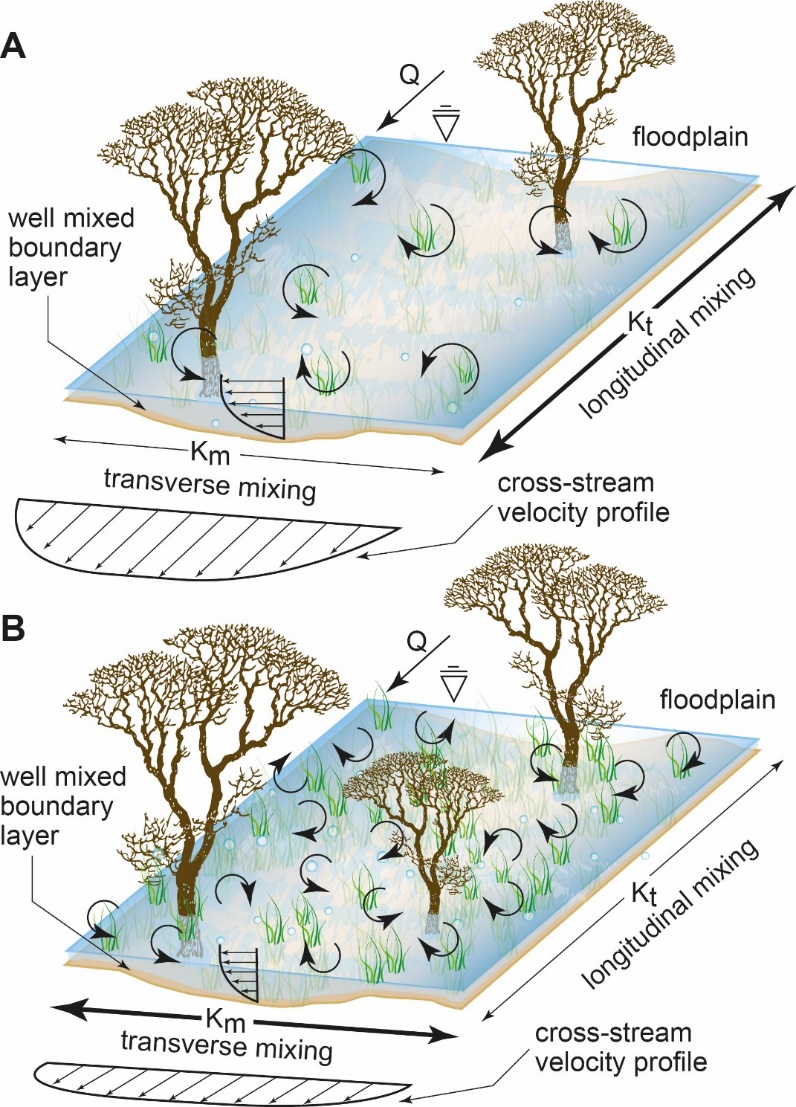 A
Q
floodplain
well mixed
boundary
layer
Kt
longitudinal mixing
Km
transverse mixing
cross-stream
velocity profile
B
Q
floodplain
well mixed
boundary
layer
Kt
longitudinal mixing
Km
transverse mixing
cross-stream
velocity profile